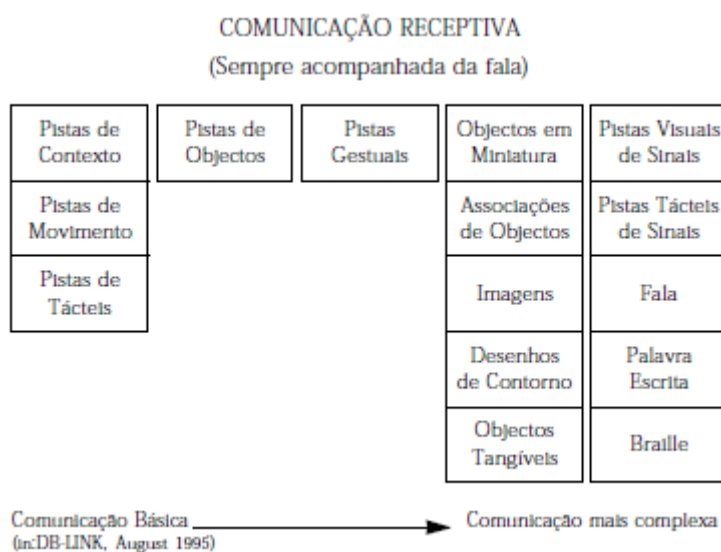 COMUNICAÇÃO RECEPTIVA
(Sempre acompanhada da fala)
Pistas de
Contexto
Pistas de
Movimento
Pistas de
Tácteis
Pistas de
Objectos
Pistas
Gestuais
Objectos em
Miniatura
Associações
de Objectos
Imagens
Desenhos
de Contorno
Objectos
Tangíveis
Pistas Visuais
de Sinais
Pistas Tácteis
de Sinais
Fala
Palavra
Escrita
Braille
Comunicação Básica
(in:DB-LINK, August 1995)
Comunicação mais complexa